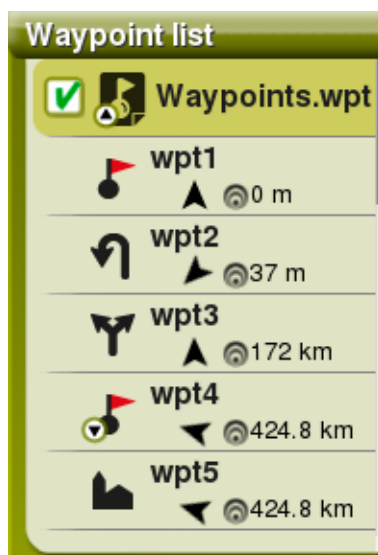 Waypoint list
Waypoints.wpt
wpt1
0 m
wpt2
37 m
wpt3
172 km
wpt4
424.8 km
wpt5
424.8 km